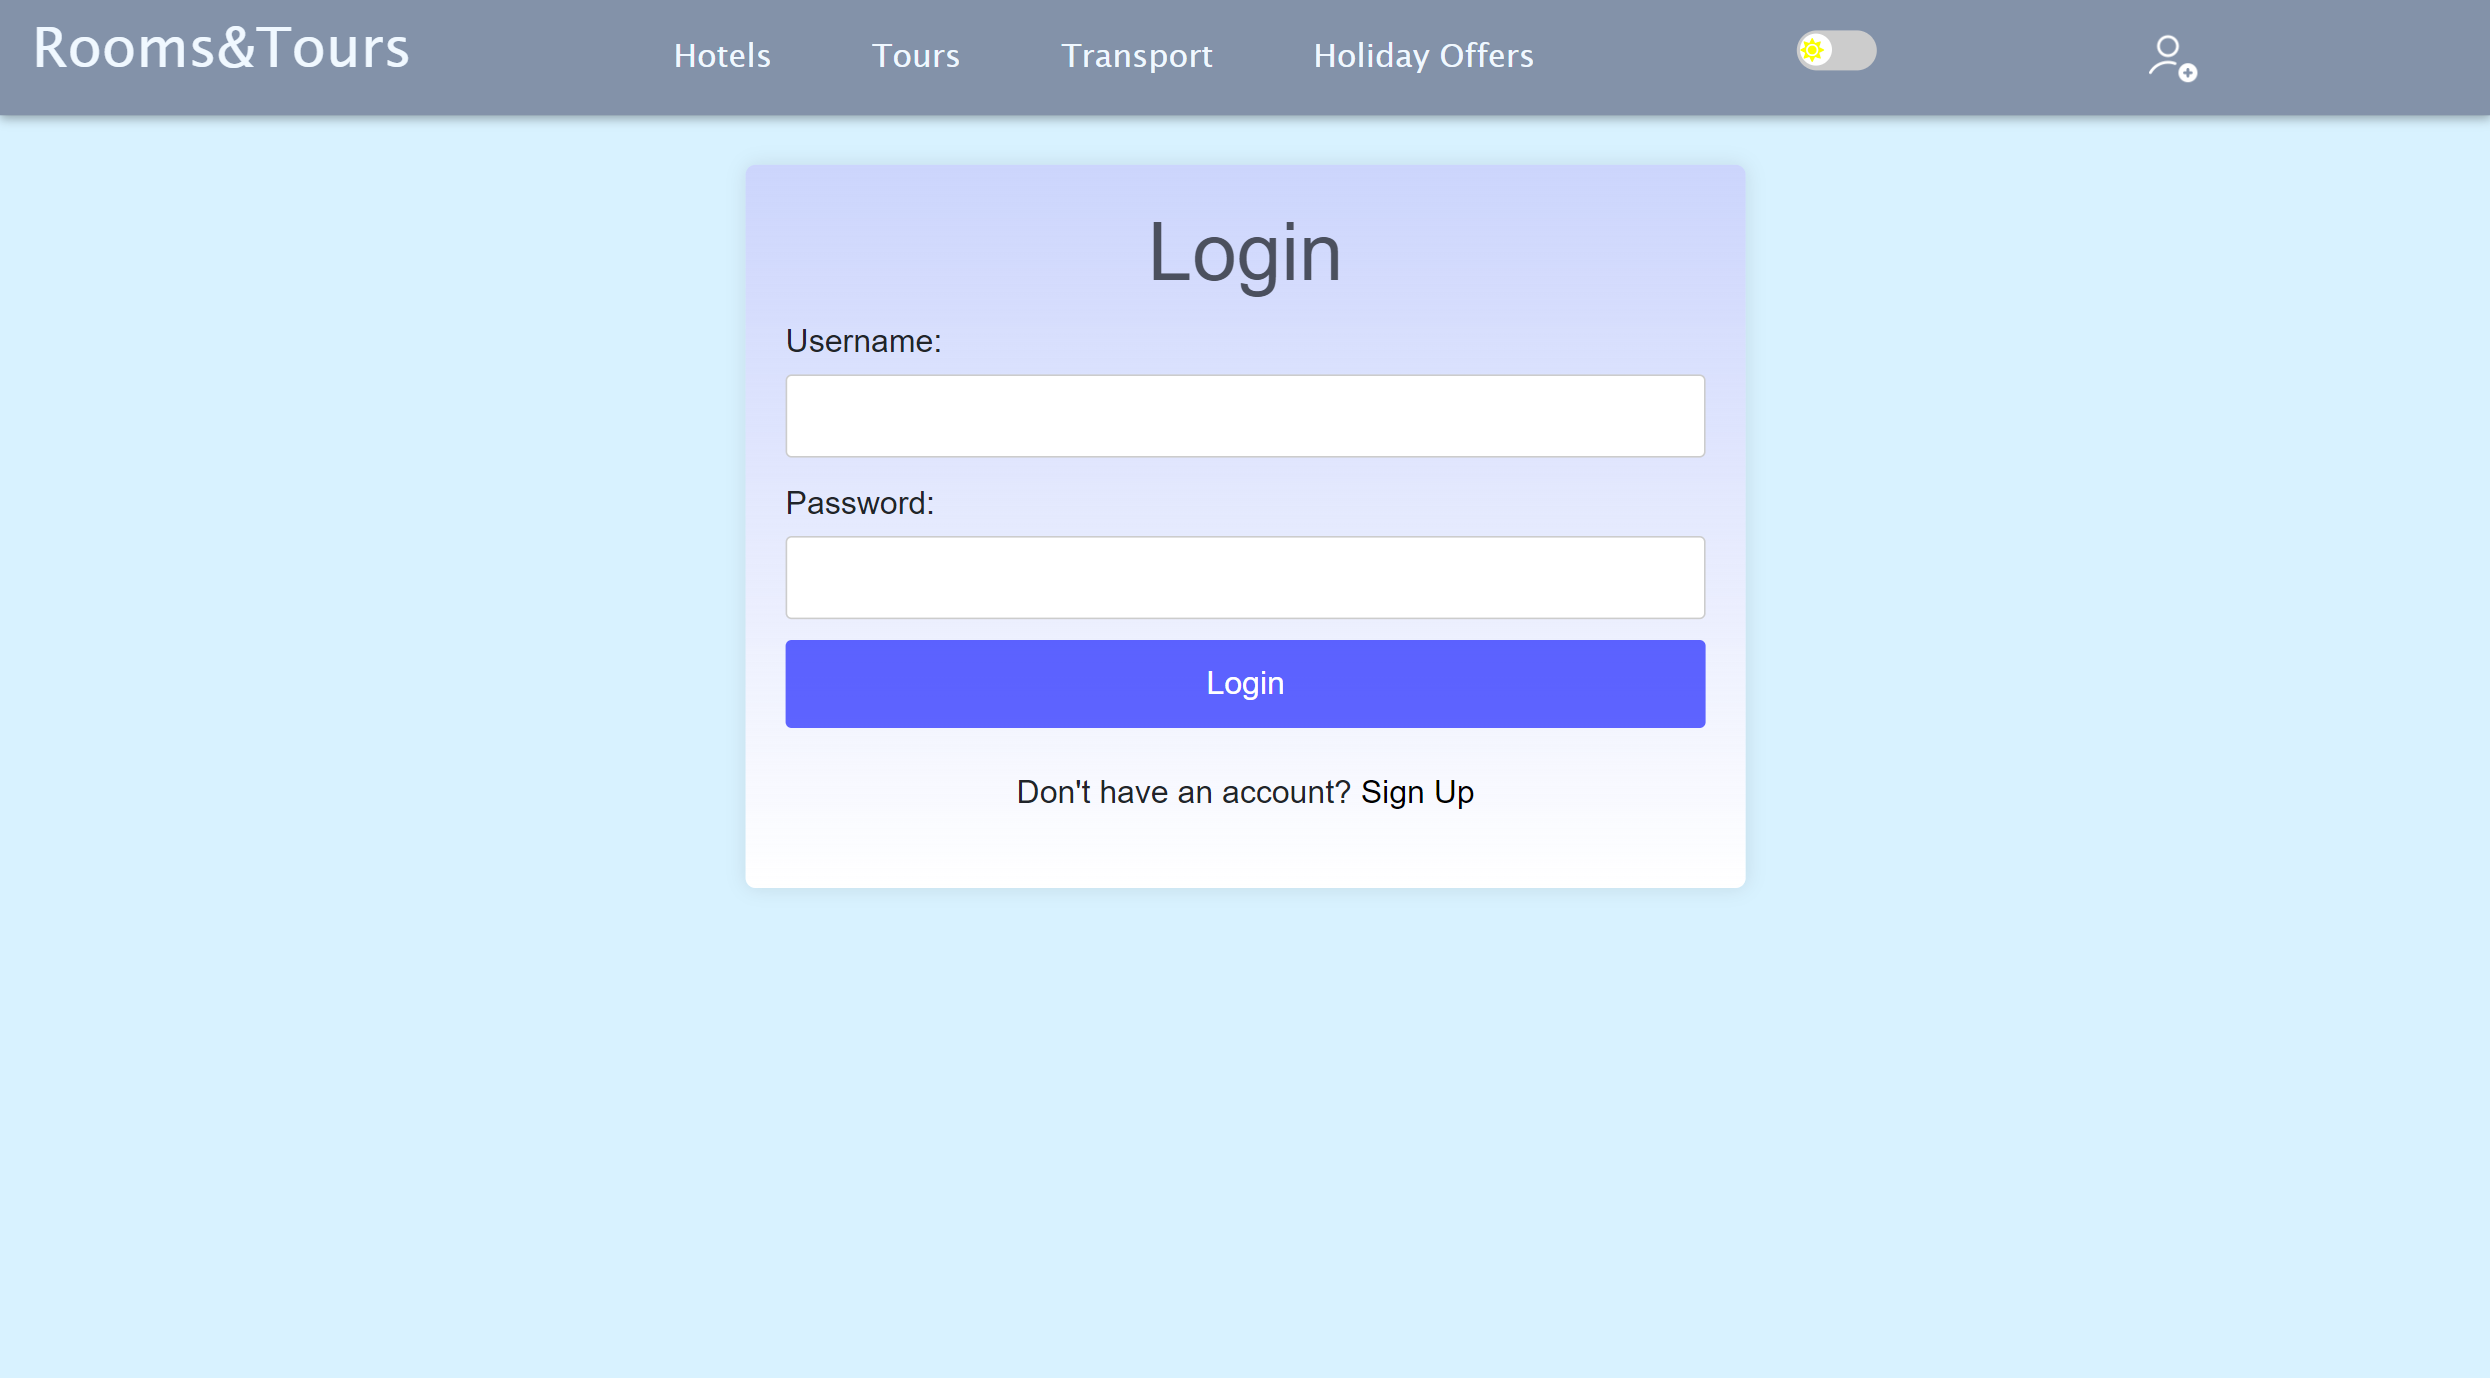 Rooms&Tours
Hotels Tours Transport Holiday Offers
Login
Username:
Password:
Login
Don't have an account? Sign Up